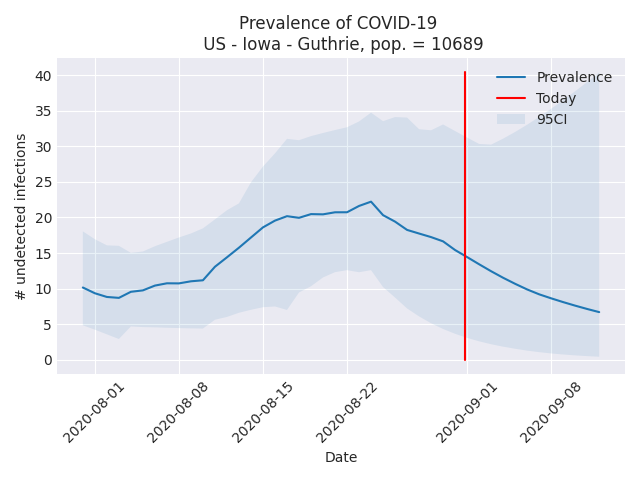 Prevalence of COVID-19
US - Iowa - Guthrie, pop. = 10689
# undetected infections
40
35
30
25
20
15
10
5
0
Prevalence
Today
95CI
2020-08-01
2020-08-08
2020-08-15
2020-08-22
2020-09-01
2020-09-08
Date